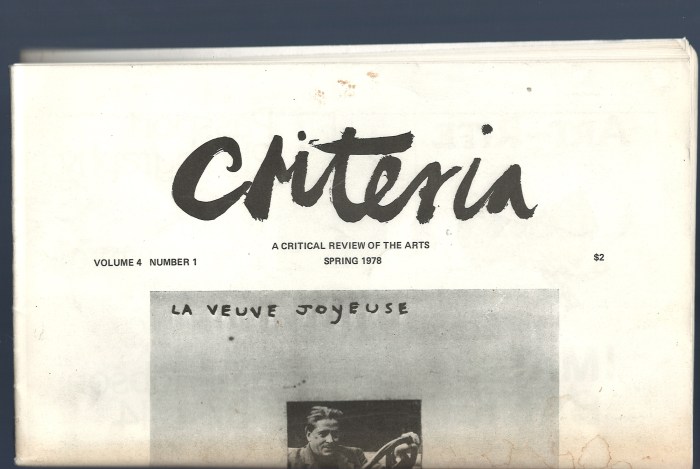 Criteria
A CRITICAL REVIEW OF THE ARTS
VOLUME 4 NUMBER 1 SPRING 1978 $2
LA VEUVE JOYEUSE